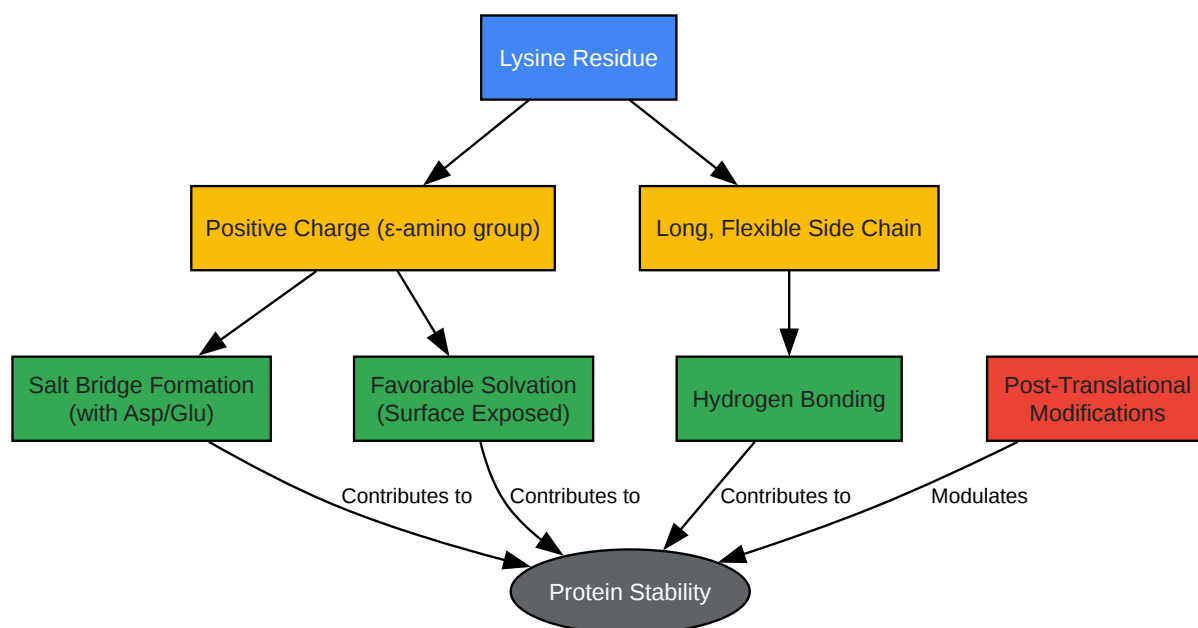 Lysine Residue
Positive Charge (ε-amino group)
Long, Flexible Side Chain
Salt Bridge Formation
(with Asp/Glu)
Favorable Solvation
(Surface Exposed)
Hydrogen Bonding
Post-Translational
Modifications
Contributes to
Contributes to
Contributes to
Modulates
Protein Stability